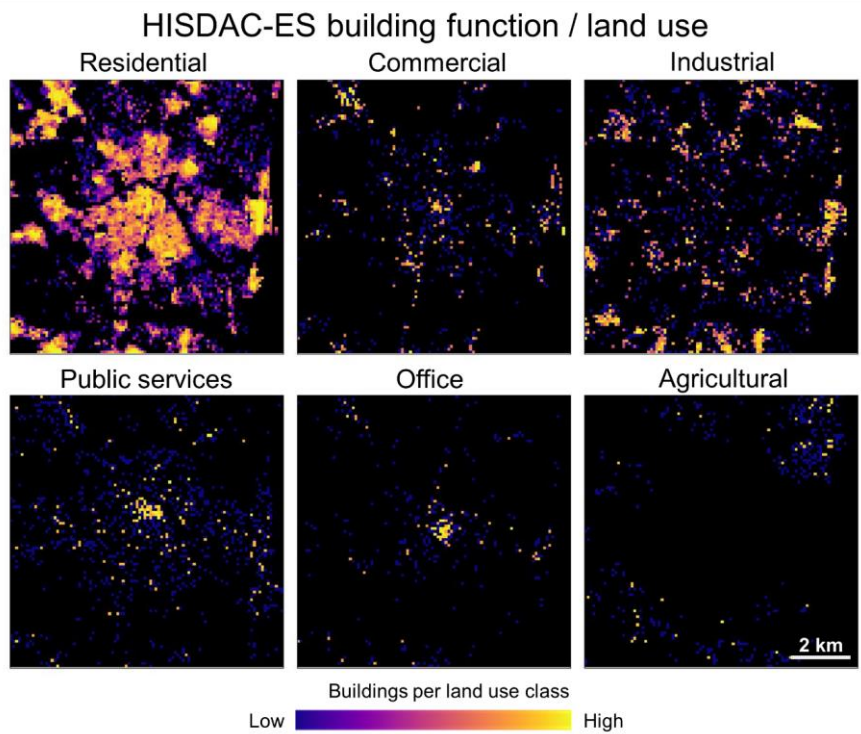 HISDAC-ES building function / land use
Residential Commercial Industrial
Public services Office Agricultural
2 km
Buildings per land use class
Low High